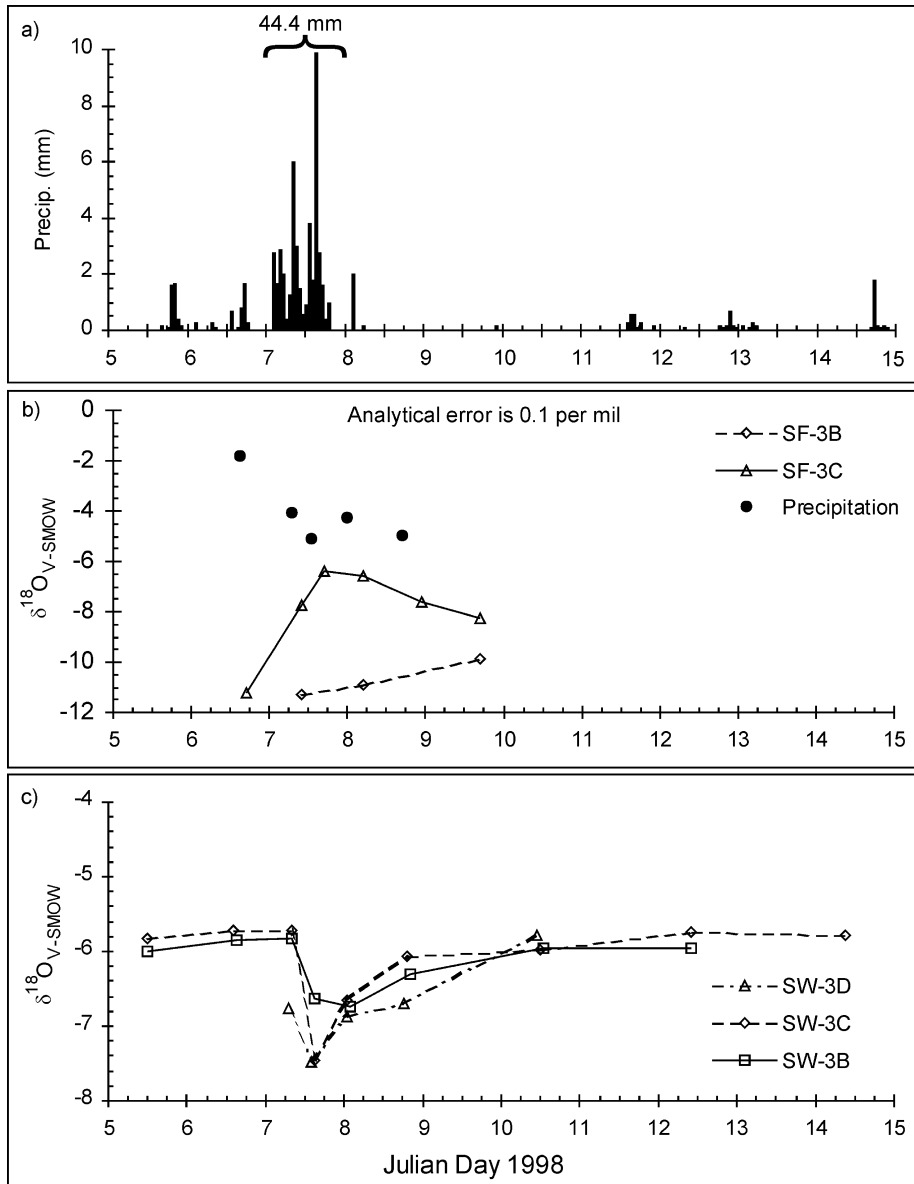 a)
44.4 mm
Precip. (mm)
10
8
6
4
2
0
5 6 7 8 9 10 11 12 13 14 15
b)
Analytical error is 0.1 per mil
SF-3B
SF-3C
Precipitation
δ18OV-SMOW
0
-2
-4
-6
-8
-10
-12
5 6 7 8 9 10 11 12 13 14 15
c)
δ18OV-SMOW
-4
-5
-6
-7
-8
SW-3D
SW-3C
SW-3B
5 6 7 8 9 10 11 12 13 14 15
Julian Day 1998